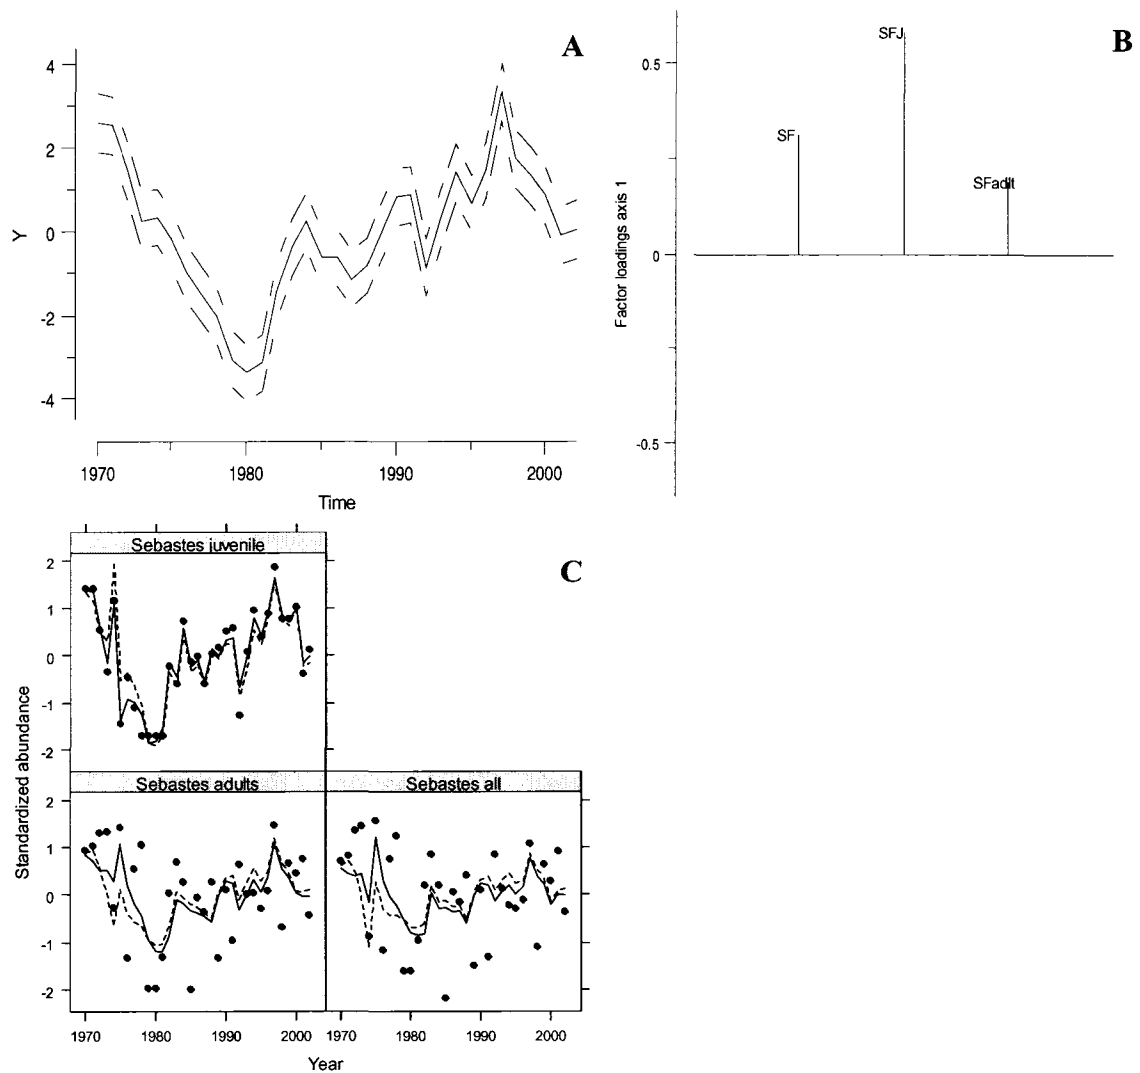 A
4
2
0
-2
-4
Y
1970 1980 1990 2000
Time
B
0.5
0
-0.5
Factor loadings axis 1
SFJ
SF
SFadlt
C
Sebastes juvenile
2
1
0
-1
-2
Sebastes adults
Sebastes all
2
1
0
-1
-2
Standardized abundance
1970 1980 1990 2000
1970 1980 1990 2000
Year